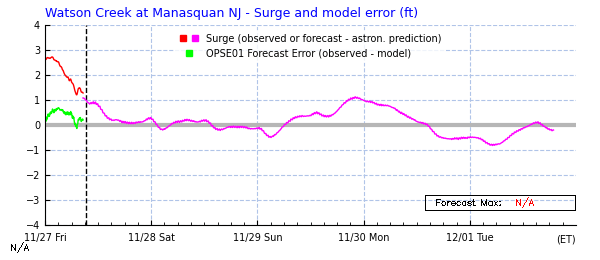 Watson Creek at Manasquan NJ - Surge and model error (ft)
Surge (observed or forecast - astron. prediction)
OPSE01 Forecast Error (observed - model)
4
3
2
1
0
−1
−2
−3
−4
Forecast Max: N/A
11/27 Fri 11/28 Sat 11/29 Sun 11/30 Mon 12/01 Tue (ET)
N/A